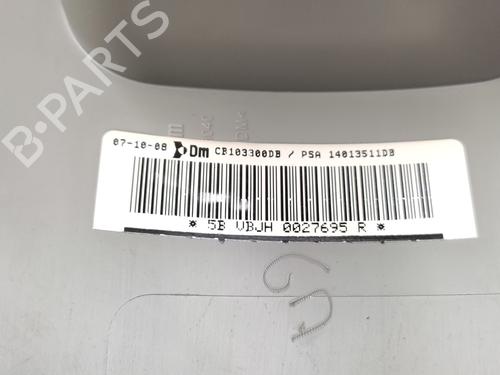 B-PARTS
07-10-08 Dm CB103300DB / PSA 14013511DB
* 5B VBJH 0027695 R *